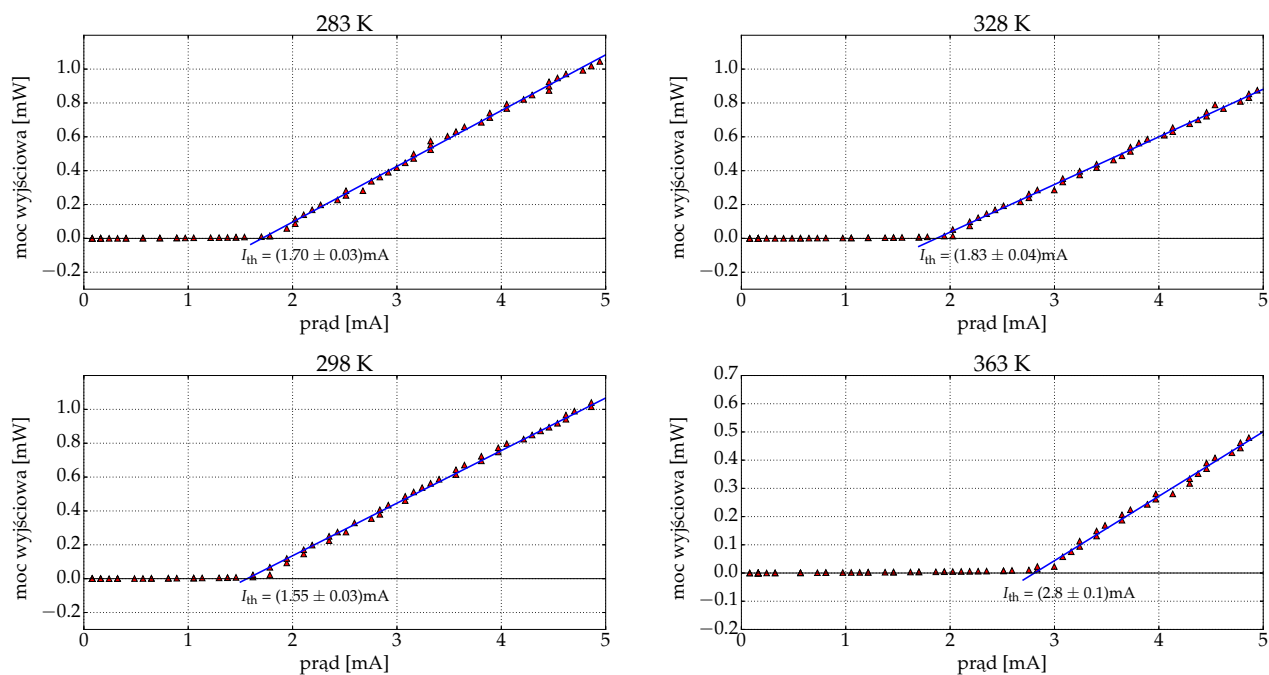 283 K
moc wyjściowa [mW]
1.0
0.8
0.6
0.4
0.2
0.0
−0.2
I_th = (1.70 ± 0.03)mA
0 1 2 3 4 5
prąd [mA]
328 K
moc wyjściowa [mW]
1.0
0.8
0.6
0.4
0.2
0.0
−0.2
I_th = (1.83 ± 0.04)mA
0 1 2 3 4 5
prąd [mA]
298 K
moc wyjściowa [mW]
1.0
0.8
0.6
0.4
0.2
0.0
−0.2
I_th = (1.55 ± 0.03)mA
0 1 2 3 4 5
prąd [mA]
363 K
moc wyjściowa [mW]
0.7
0.6
0.5
0.4
0.3
0.2
0.1
0.0
−0.1
−0.2
I_th = (2.8 ± 0.1)mA
0 1 2 3 4 5
prąd [mA]